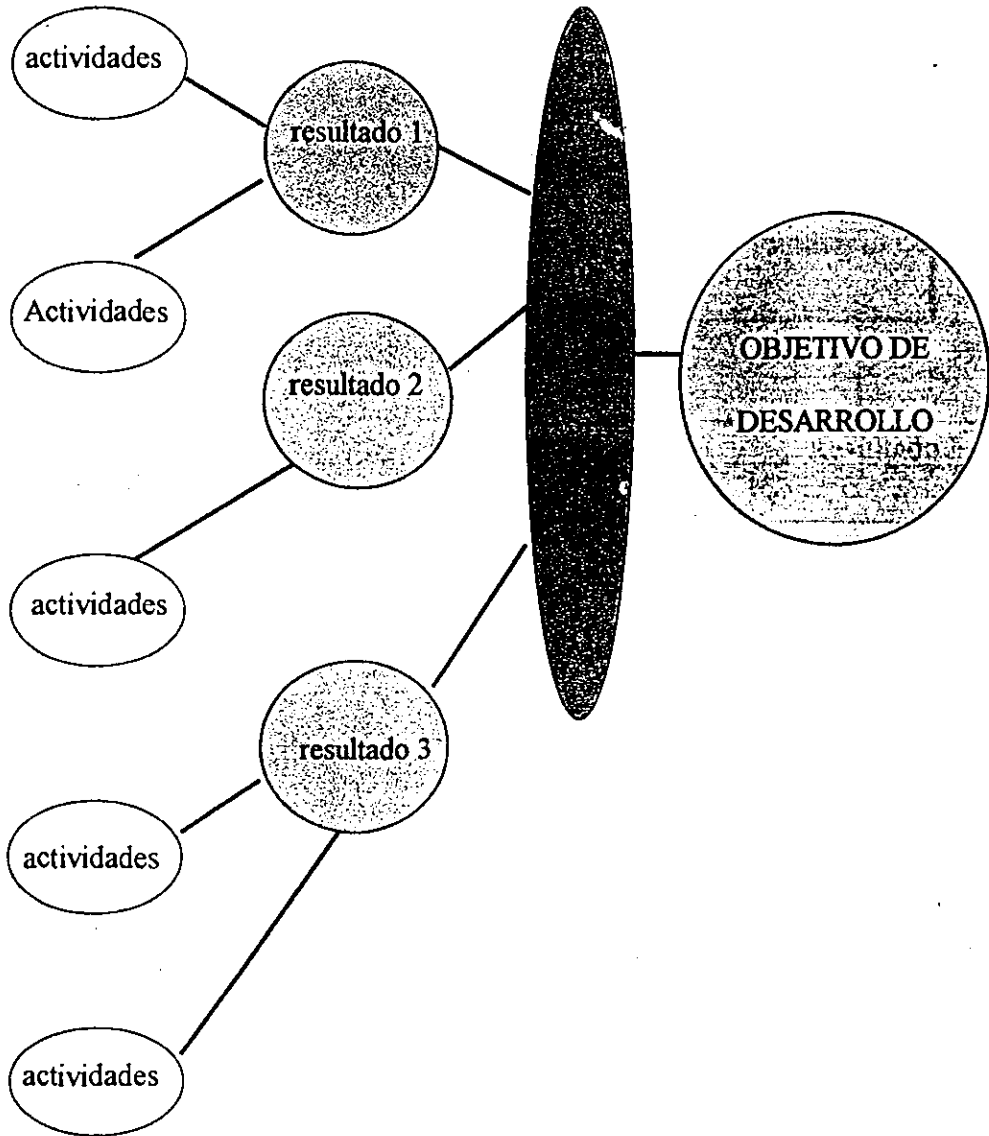 actividades
resultado 1
Actividades
resultado 2
actividades
resultado 3
actividades
actividades
OBJETIVO DE
DESARROLLO